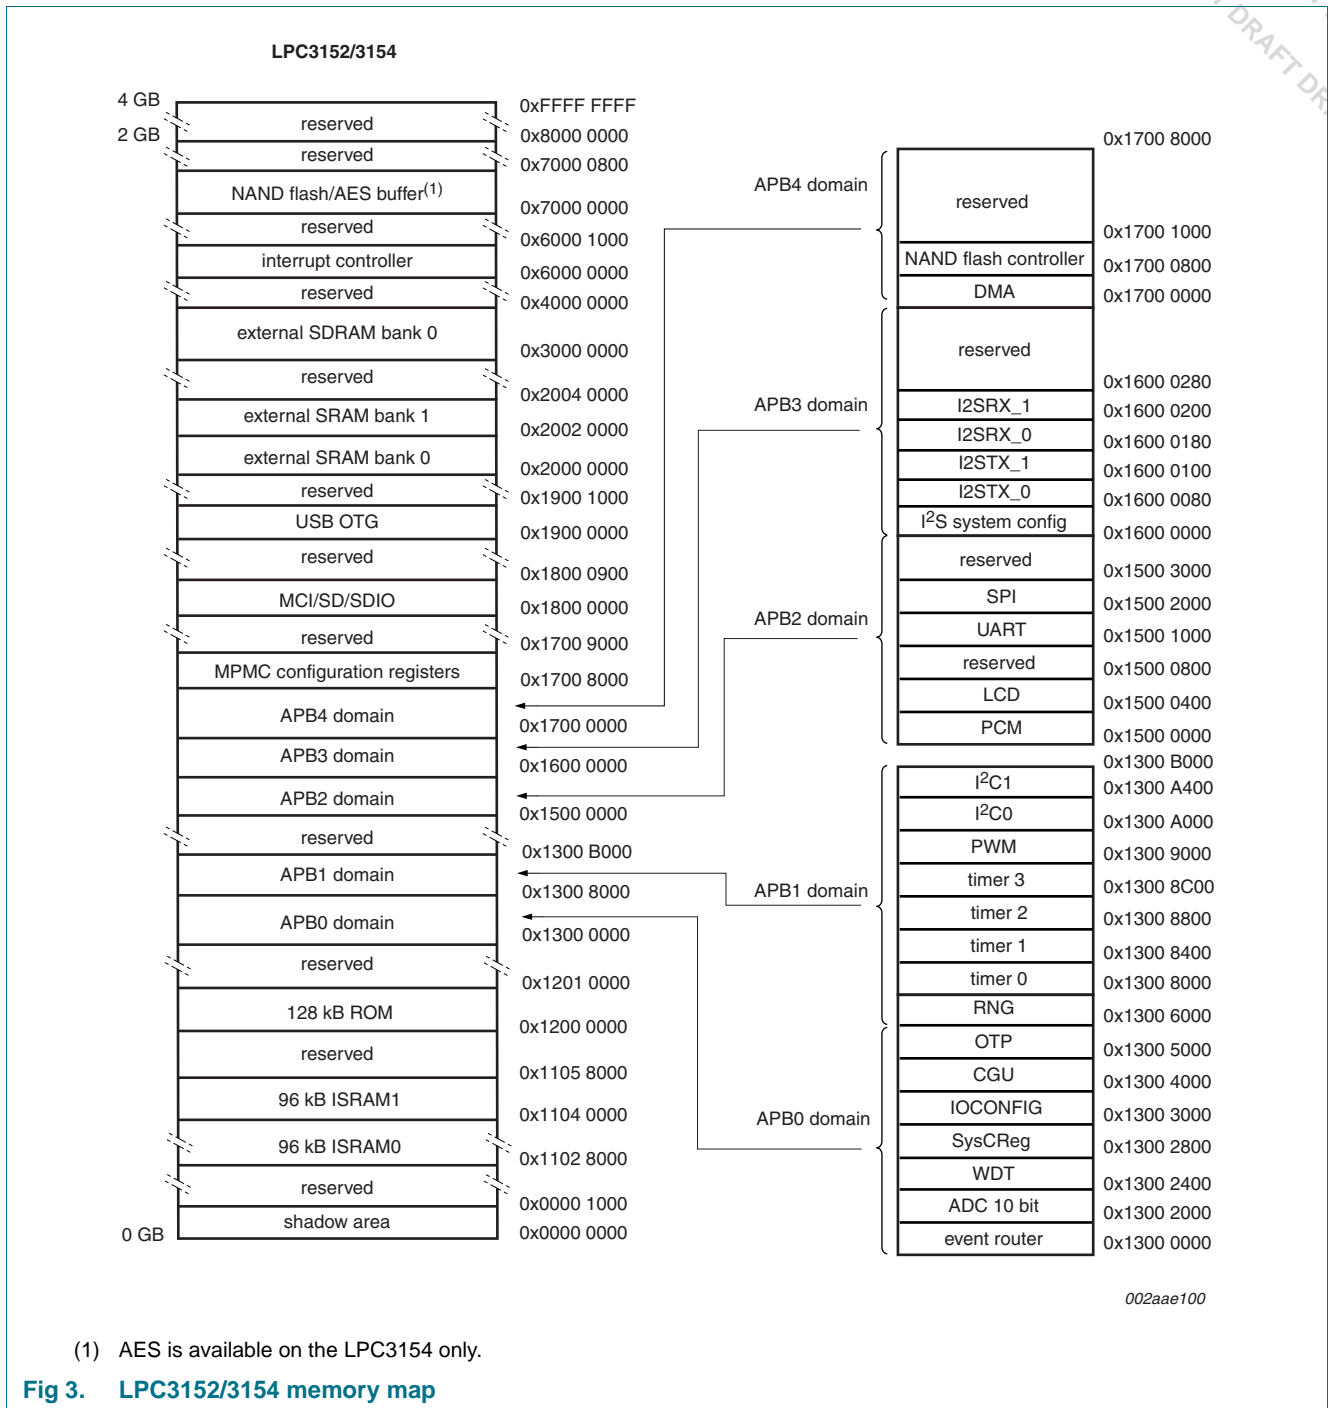 DRAFT DRAFT
LPC3152/3154
4 GB
0xFFFF FFFF
reserved
2 GB
0x8000 0000
reserved
0x7000 0800
NAND flash/AES buffer(1)
0x7000 0000
reserved
0x6000 1000
interrupt controller
0x6000 0000
reserved
0x4000 0000
external SDRAM bank 0
0x3000 0000
reserved
0x2004 0000
external SRAM bank 1
0x2002 0000
external SRAM bank 0
0x2000 0000
reserved
0x1900 1000
USB OTG
0x1900 0000
reserved
0x1800 0900
MCI/SD/SDIO
0x1800 0000
reserved
0x1700 9000
MPMC configuration registers
0x1700 8000
APB4 domain
0x1700 0000
APB3 domain
0x1600 0000
APB2 domain
0x1500 0000
reserved
0x1300 B000
APB1 domain
0x1300 8000
APB0 domain
0x1300 0000
reserved
0x1201 0000
128 kB ROM
0x1200 0000
reserved
0x1105 8000
96 kB ISRAM1
0x1104 0000
96 kB ISRAM0
0x1102 8000
reserved
0x0000 1000
shadow area
0 GB
0x0000 0000
0x1700 8000
APB4 domain
reserved
0x1700 1000
NAND flash controller
0x1700 0800
DMA
0x1700 0000
APB3 domain
reserved
0x1600 0280
I2SRX_1
0x1600 0200
I2SRX_0
0x1600 0180
I2STX_1
0x1600 0100
I2STX_0
0x1600 0080
I2S system config
0x1600 0000
APB2 domain
reserved
0x1500 3000
SPI
0x1500 2000
UART
0x1500 1000
reserved
0x1500 0800
LCD
0x1500 0400
PCM
0x1500 0000
0x1300 B000
APB1 domain
I2C1
0x1300 A400
I2C0
0x1300 A000
PWM
0x1300 9000
timer 3
0x1300 8C00
timer 2
0x1300 8800
timer 1
0x1300 8400
timer 0
0x1300 8000
RNG
0x1300 6000
APB0 domain
OTP
0x1300 5000
CGU
0x1300 4000
IOCONFIG
0x1300 3000
SysCReg
0x1300 2800
WDT
0x1300 2400
ADC 10 bit
0x1300 2000
event router
0x1300 0000
002aae100
(1) AES is available on the LPC3154 only.
Fig 3. LPC3152/3154 memory map